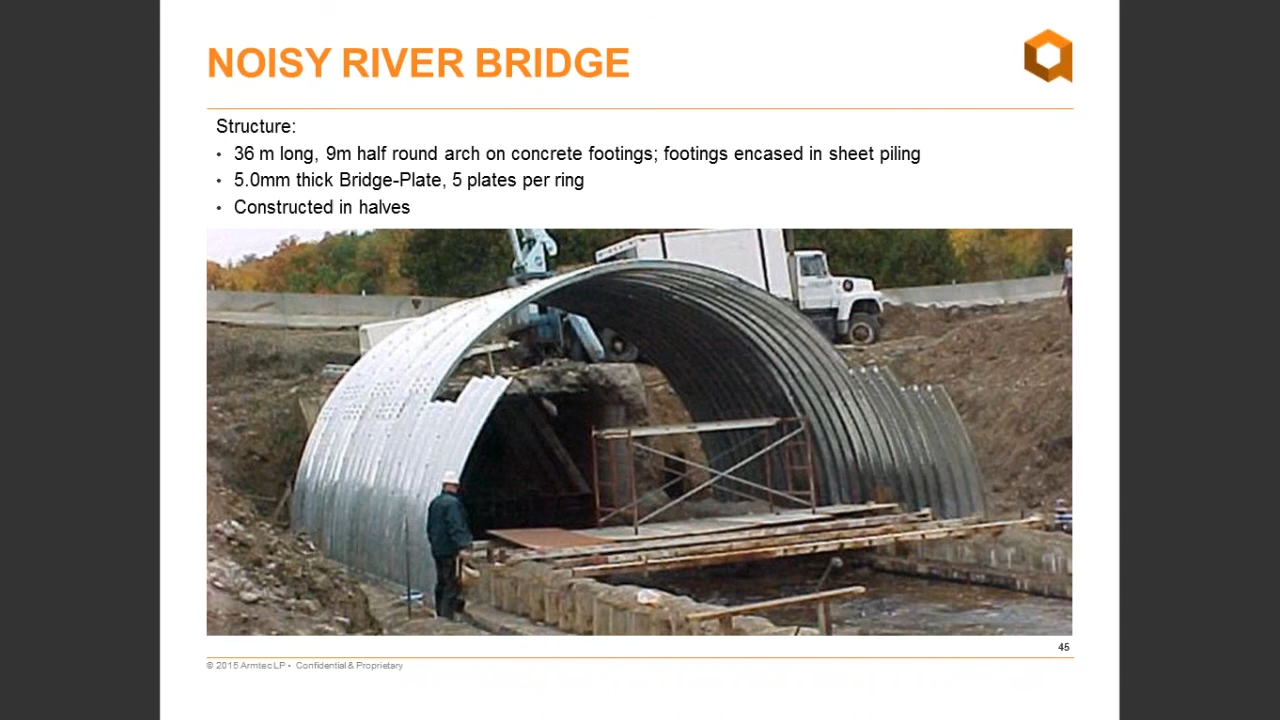 NOISY RIVER BRIDGE
Structure:
• 36 m long, 9m half round arch on concrete footings; footings encased in sheet piling
• 5.0mm thick Bridge-Plate, 5 plates per ring
• Constructed in halves
45
© 2015 Armtec LP • Confidential & Proprietary